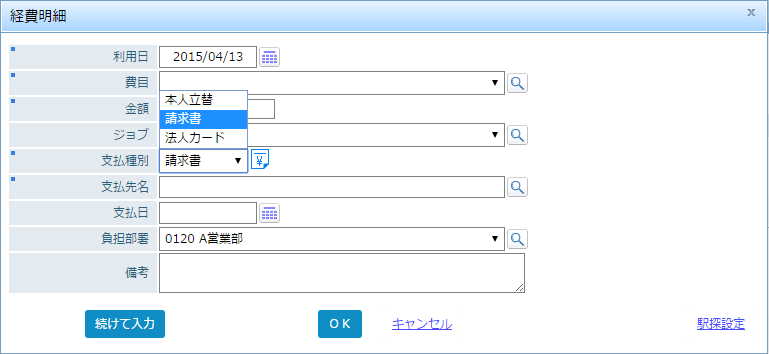 経費明細
x
利用日 2015/04/13
費目
本人立替
金額
請求書
ジョブ
法人カード
支払種別 請求書
支払先名
支払日
負担部署 0120 A営業部
備考
続けて入力 ＯＫ キャンセル 駅探設定